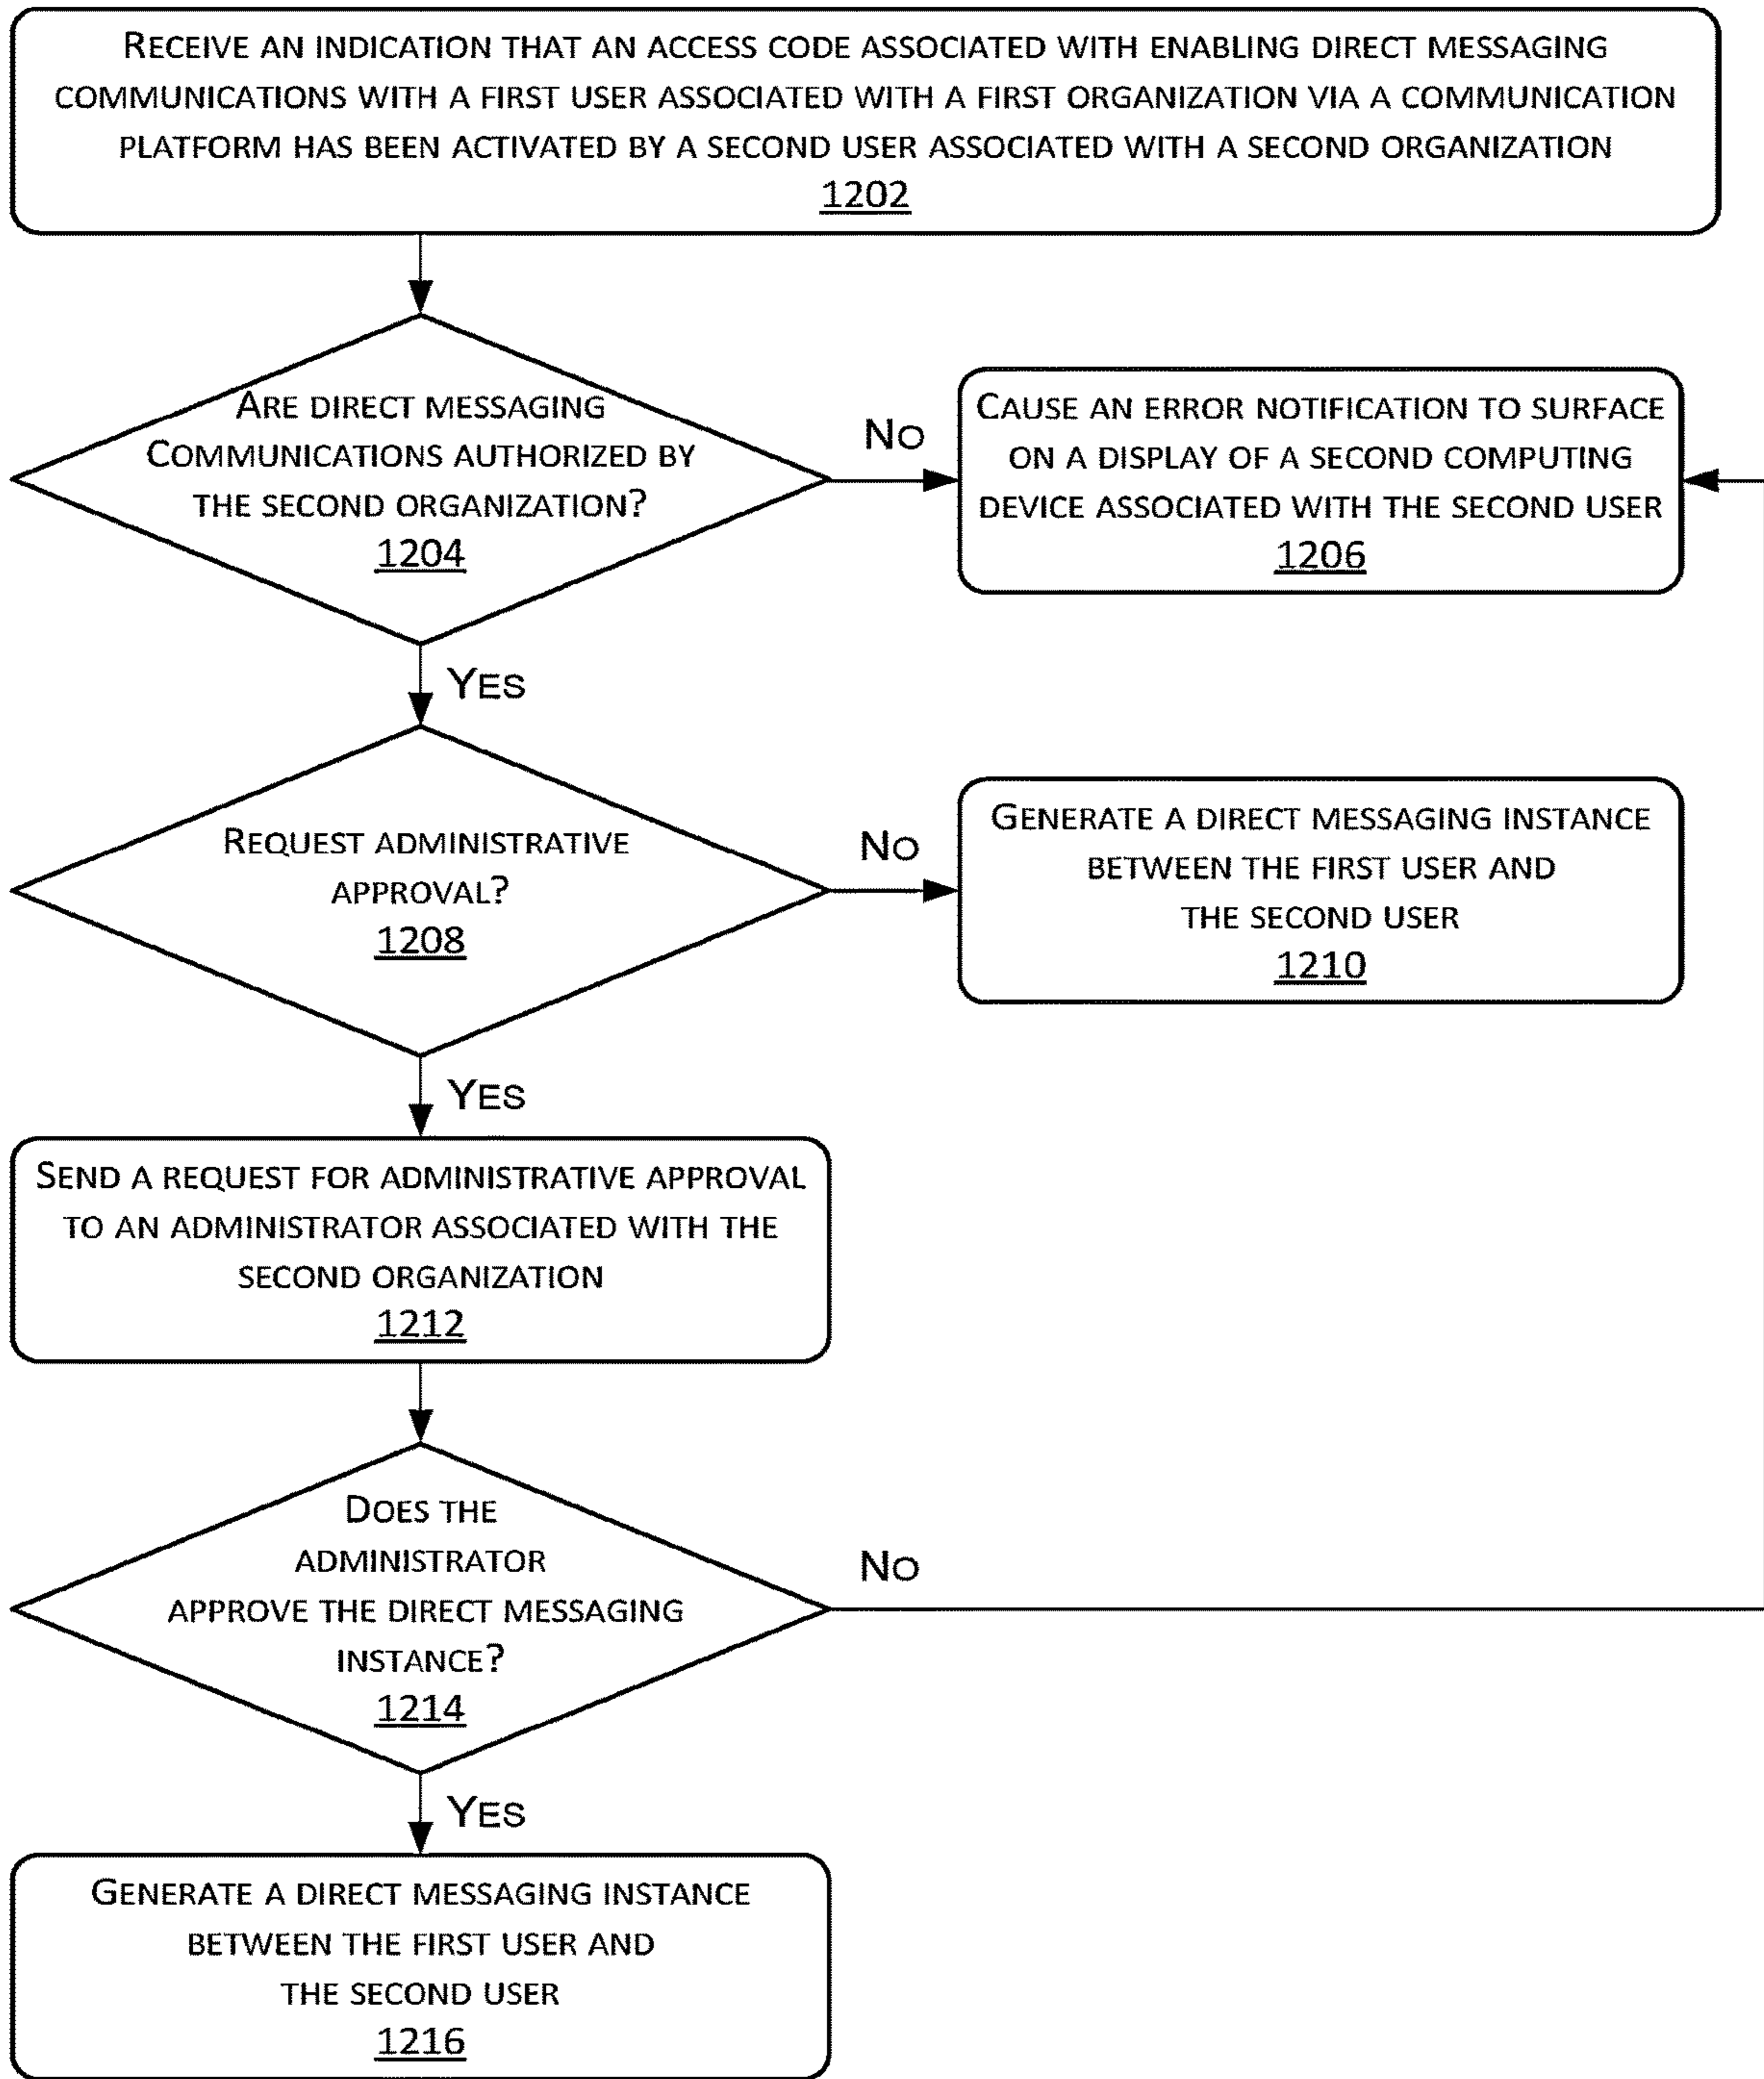 RECEIVE AN INDICATION THAT AN ACCESS CODE ASSOCIATED WITH ENABLING DIRECT MESSAGING
COMMUNICATIONS WITH A FIRST USER ASSOCIATED WITH A FIRST ORGANIZATION VIA A COMMUNICATION
PLATFORM HAS BEEN ACTIVATED BY A SECOND USER ASSOCIATED WITH A SECOND ORGANIZATION
1202
ARE DIRECT MESSAGING
COMMUNICATIONS AUTHORIZED BY
THE SECOND ORGANIZATION?
1204
NO
CAUSE AN ERROR NOTIFICATION TO SURFACE
ON A DISPLAY OF A SECOND COMPUTING
DEVICE ASSOCIATED WITH THE SECOND USER
1206
YES
REQUEST ADMINISTRATIVE
APPROVAL?
1208
NO
GENERATE A DIRECT MESSAGING INSTANCE
BETWEEN THE FIRST USER AND
THE SECOND USER
1210
YES
SEND A REQUEST FOR ADMINISTRATIVE APPROVAL
TO AN ADMINISTRATOR ASSOCIATED WITH THE
SECOND ORGANIZATION
1212
DOES THE
ADMINISTRATOR
APPROVE THE DIRECT MESSAGING
INSTANCE?
1214
NO
YES
GENERATE A DIRECT MESSAGING INSTANCE
BETWEEN THE FIRST USER AND
THE SECOND USER
1216